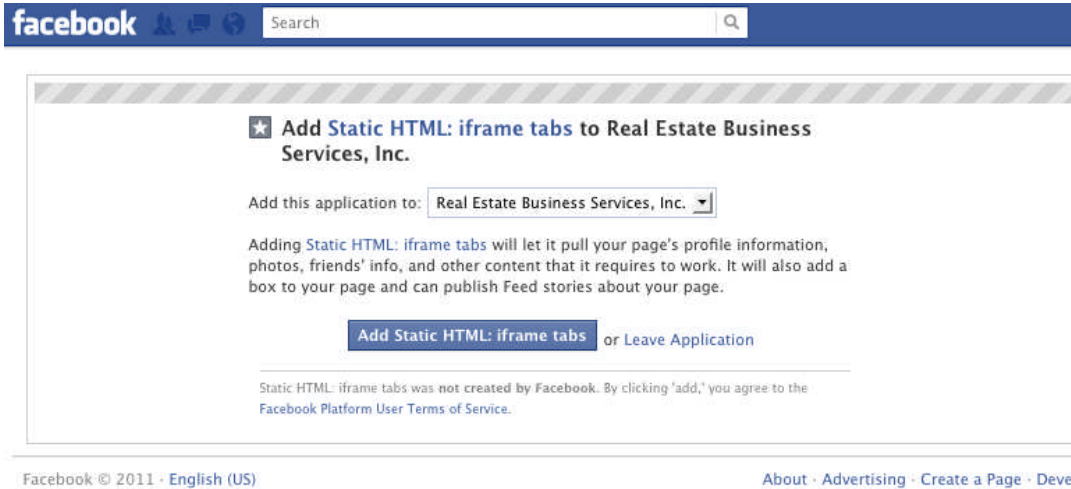 facebook Search
Add Static HTML: iframe tabs to Real Estate Business
Services, Inc.
Add this application to: Real Estate Business Services, Inc.
Adding Static HTML: iframe tabs will let it pull your page's profile information,
photos, friends' info, and other content that it requires to work. It will also add a
box to your page and can publish Feed stories about your page.
Add Static HTML: iframe tabs or Leave Application
Static HTML: iframe tabs was not created by Facebook. By clicking 'add,' you agree to the
Facebook Platform User Terms of Service.
Facebook © 2011 · English (US) About · Advertising · Create a Page · Deve